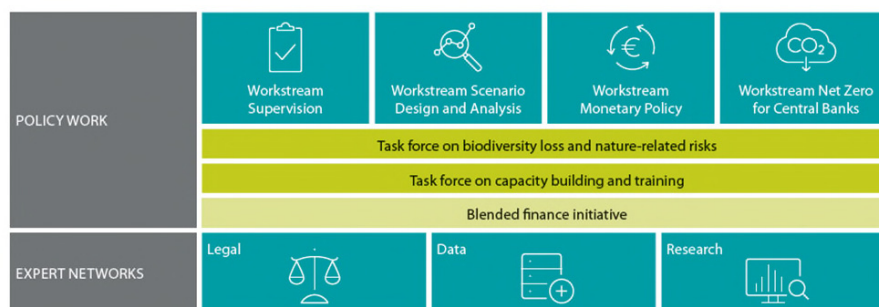 POLICY WORK
Workstream
Supervision
Workstream Scenario
Design and Analysis
€
Workstream
Monetary Policy
CO₂
Workstream Net Zero
for Central Banks
Task force on biodiversity loss and nature-related risks
Task force on capacity building and training
Blended finance initiative
EXPERT NETWORKS
Legal
Data
Research